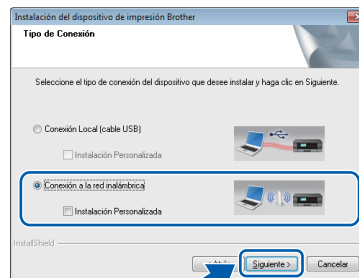 Instalación del dispositivo de impresión Brother
Tipo de Conexión
Seleccione el tipo de conexión del dispositivo que desee instalar y haga clic en Siguiente.
Conexión Local (cable USB)
Instalación Personalizada
Conexión a la red inalámbrica
Instalación Personalizada
InstallShield
Siguiente > Cancelar